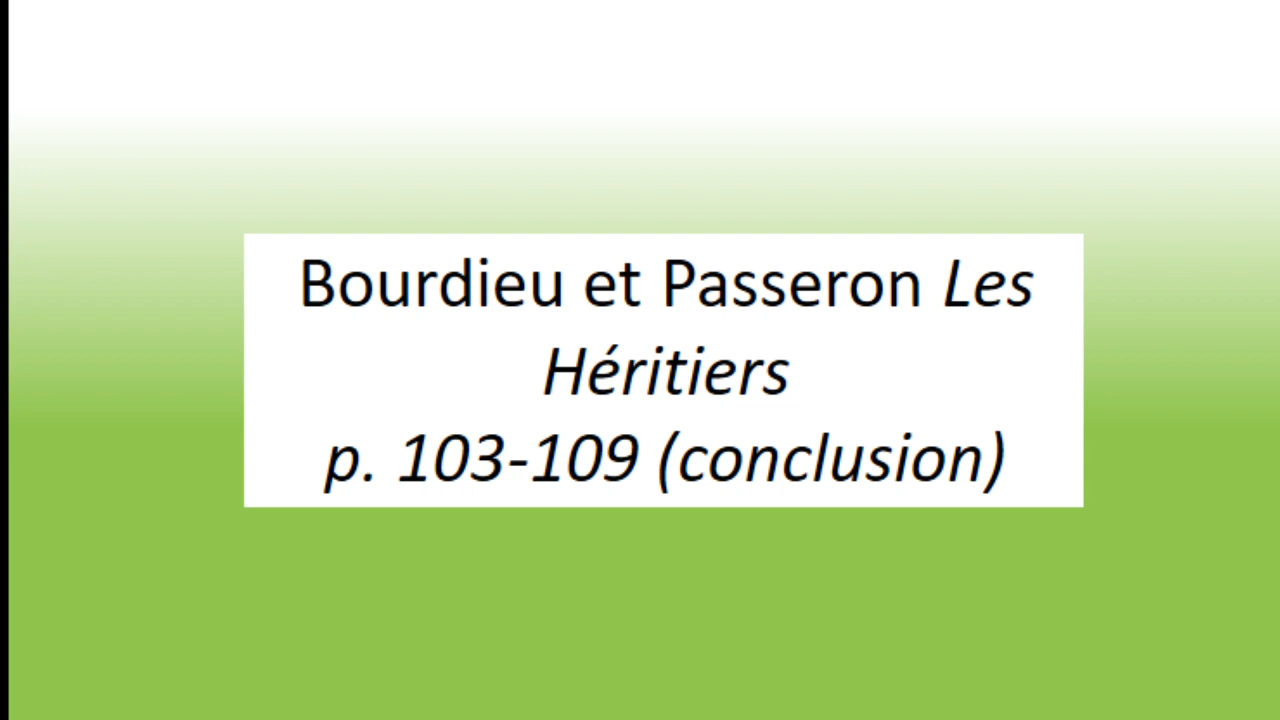 Bourdieu et Passeron Les
Héritiers
p. 103-109 (conclusion)